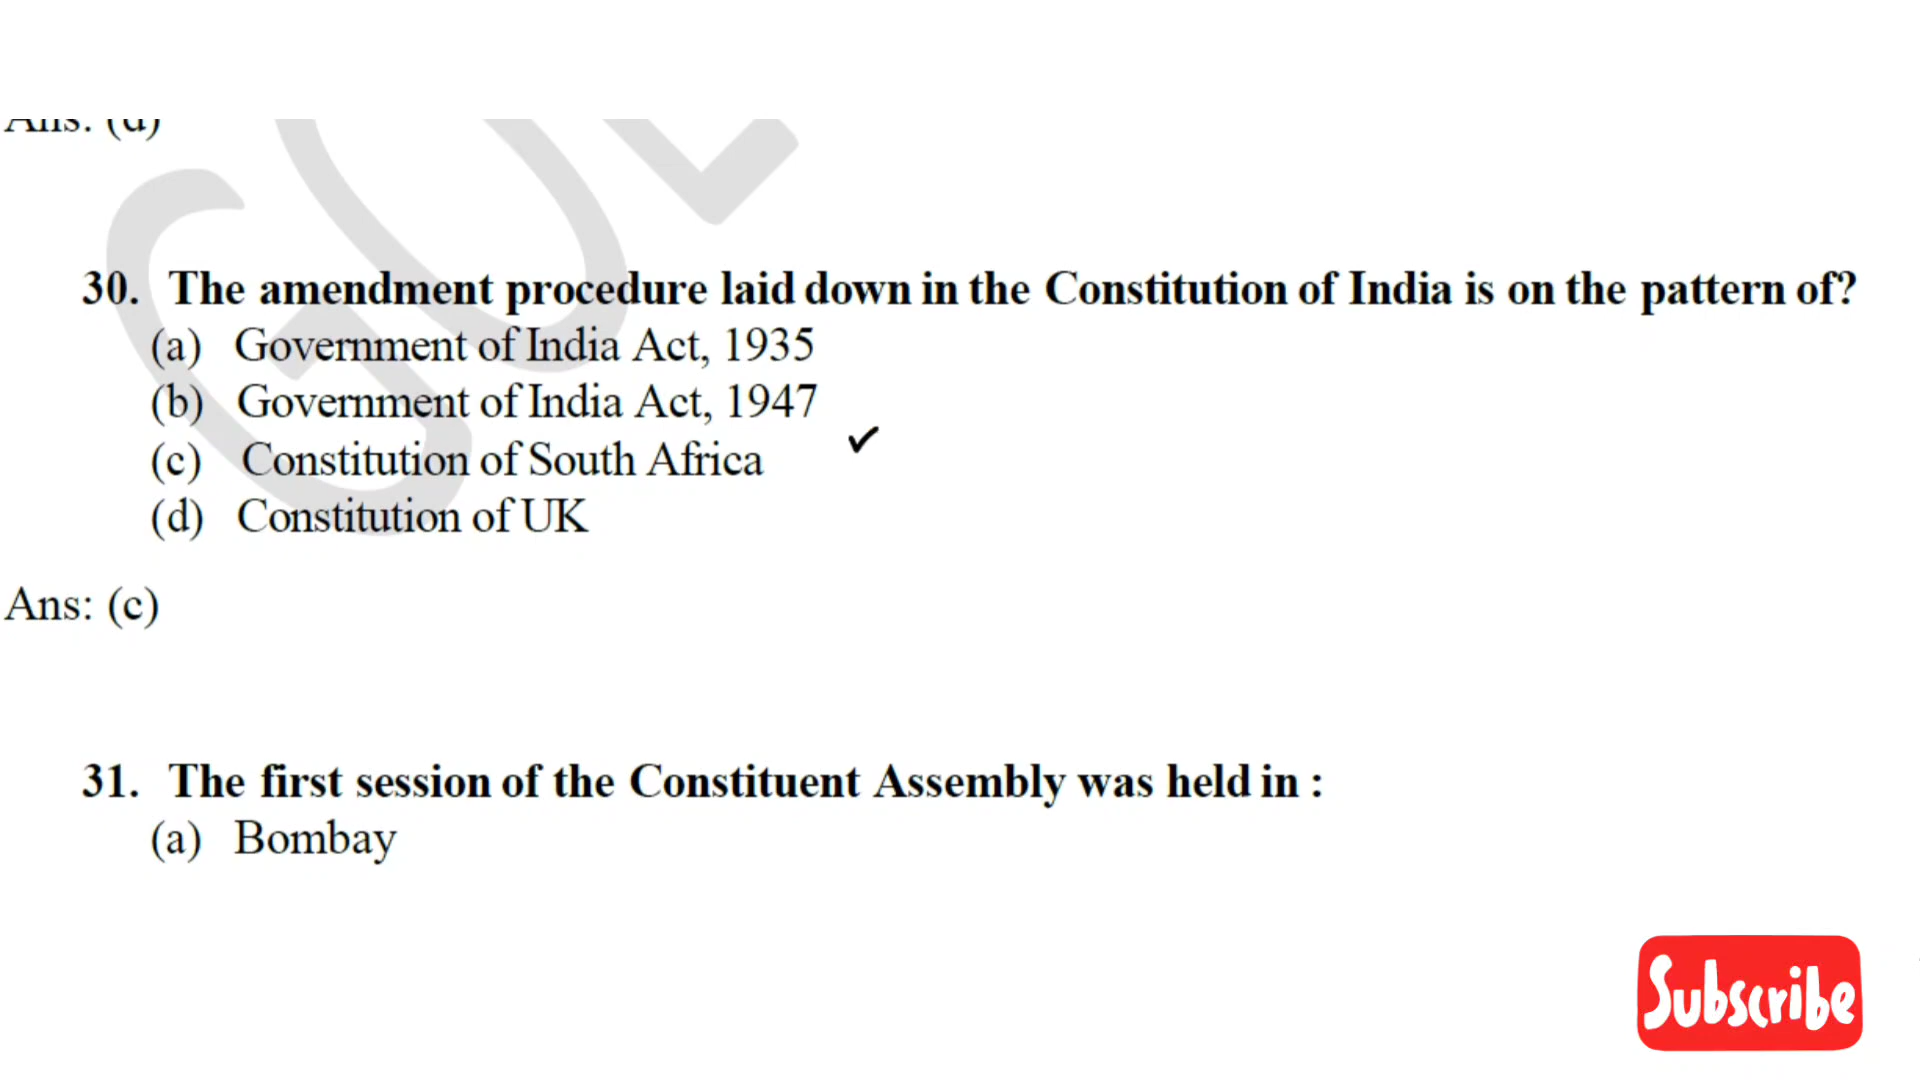 30. The amendment procedure laid down in the Constitution of India is on the pattern of?
(a) Government of India Act, 1935
(b) Government of India Act, 1947
(c) Constitution of South Africa
(d) Constitution of UK
Ans: (c)
31. The first session of the Constituent Assembly was held in :
(a) Bombay
Subscribe